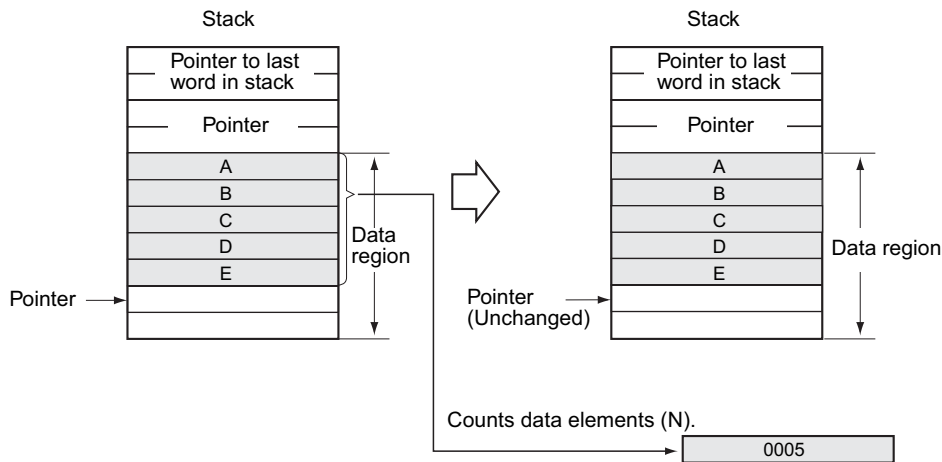 Stack
Pointer to last
word in stack
Pointer
A
B
C
D
E
Data
region
Pointer
Stack
Pointer to last
word in stack
Pointer
A
B
C
D
E
Data region
Pointer
(Unchanged)
Counts data elements (N).
0005